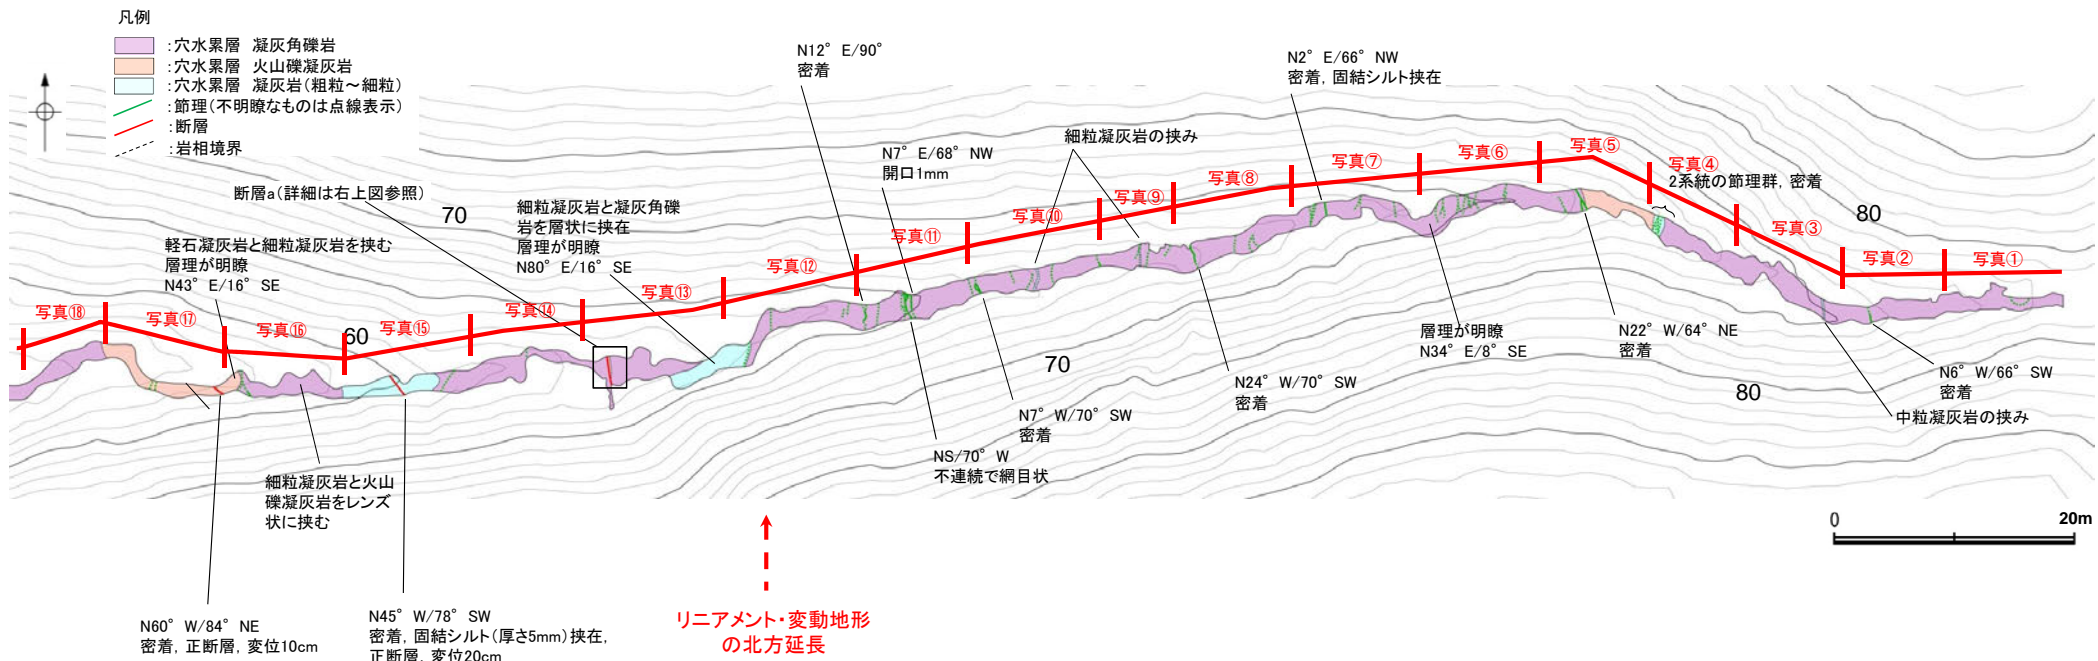 凡例
:穴水累層 凝灰角礫岩
:穴水累層 火山礫凝灰岩
:穴水累層 凝灰岩(粗粒～細粒)
:節理(不明瞭なものは点線表示)
:断層
:岩相境界
断層a(詳細は右上図参照)
70
軽石凝灰岩と細粒凝灰岩を挟む
層理が明瞭
N43°E/16°SE
細粒凝灰岩と凝灰角礫
岩を層状に挟在
層理が明瞭
N80°E/16°SE
N12°E/90°
密着
N7°E/68°NW
開口1mm
細粒凝灰岩の挟み
N2°E/66°NW
密着, 固結シルト挟在
2系統の節理群, 密着
80
写真⑱
写真⑰
写真⑯
写真⑮
写真⑭
写真⑬
写真⑫
写真⑪
写真⑩
写真⑨
写真⑧
写真⑦
写真⑥
写真⑤
写真④
写真③
写真②
写真①
60
70
80
細粒凝灰岩と火山
礫凝灰岩をレンズ
状に挟む
NS/70°W
不連続で網目状
N7°W/70°SW
密着
N24°W/70°SW
密着
層理が明瞭
N34°E/8°SE
N22°W/64°NE
密着
N6°W/66°SW
密着
中粒凝灰岩の挟み
0
20m
N60°W/84°NE
密着, 正断層, 変位10cm
N45°W/78°SW
密着, 固結シルト(厚さ5mm)挟在,
正断層, 変位20cm
リニアメント・変動地形
の北方延長